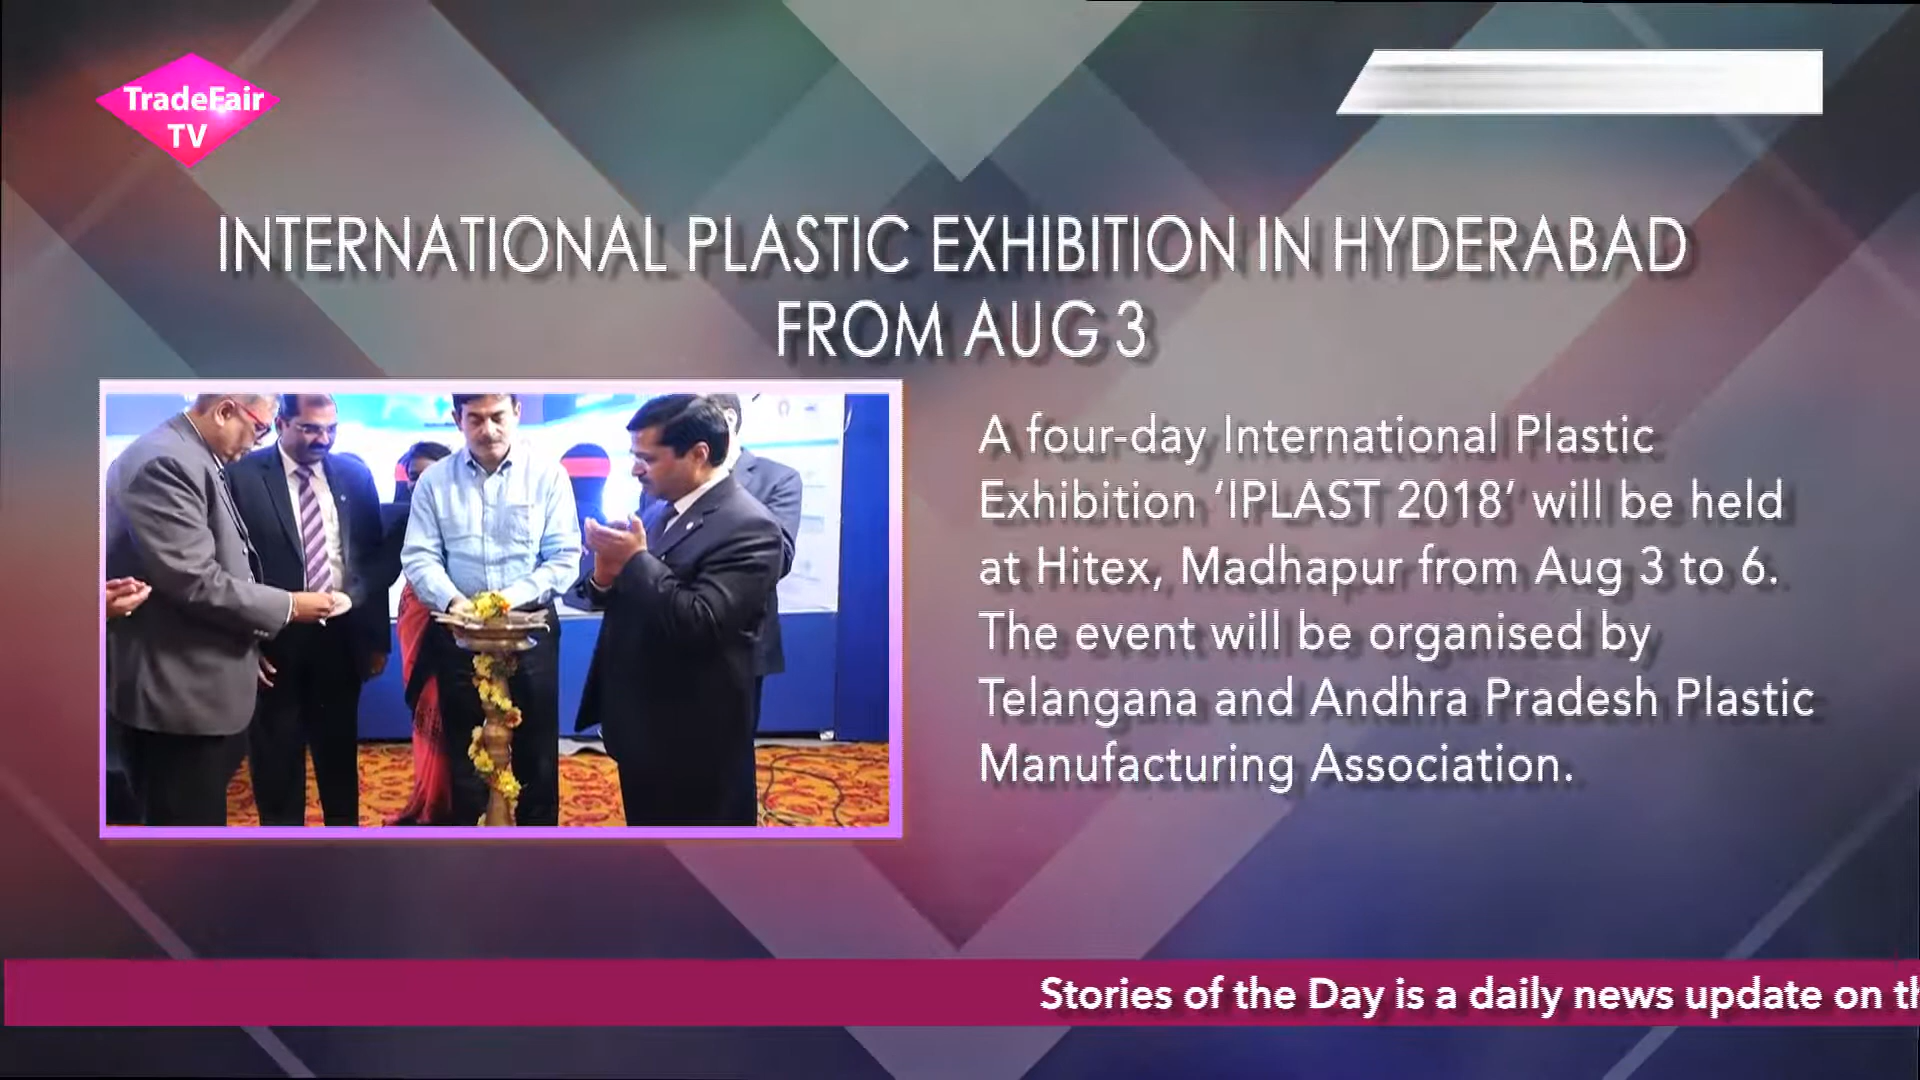 TradeFair
TV
INTERNATIONAL PLASTIC EXHIBITION IN HYDERABAD
FROM AUG 3
A four-day International Plastic
Exhibition ‘IPLAST 2018’ will be held
at Hitex, Madhapur from Aug 3 to 6.
The event will be organised by
Telangana and Andhra Pradesh Plastic
Manufacturing Association.
Stories of the Day is a daily news update on